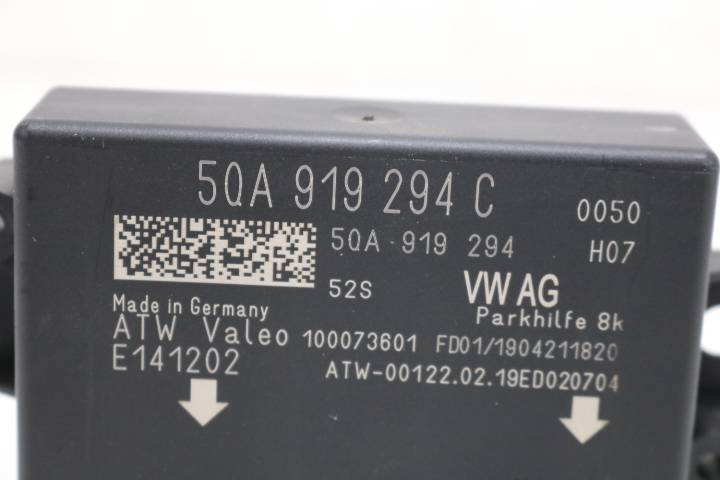 5QA 919 294 C 0050
5QA 919 294 H07
52S VW AG
Made in Germany Parkhilfe 8k
ATW Valeo 100073601 FD01/1904211820
E141202 ATW-00122.02.19ED020704